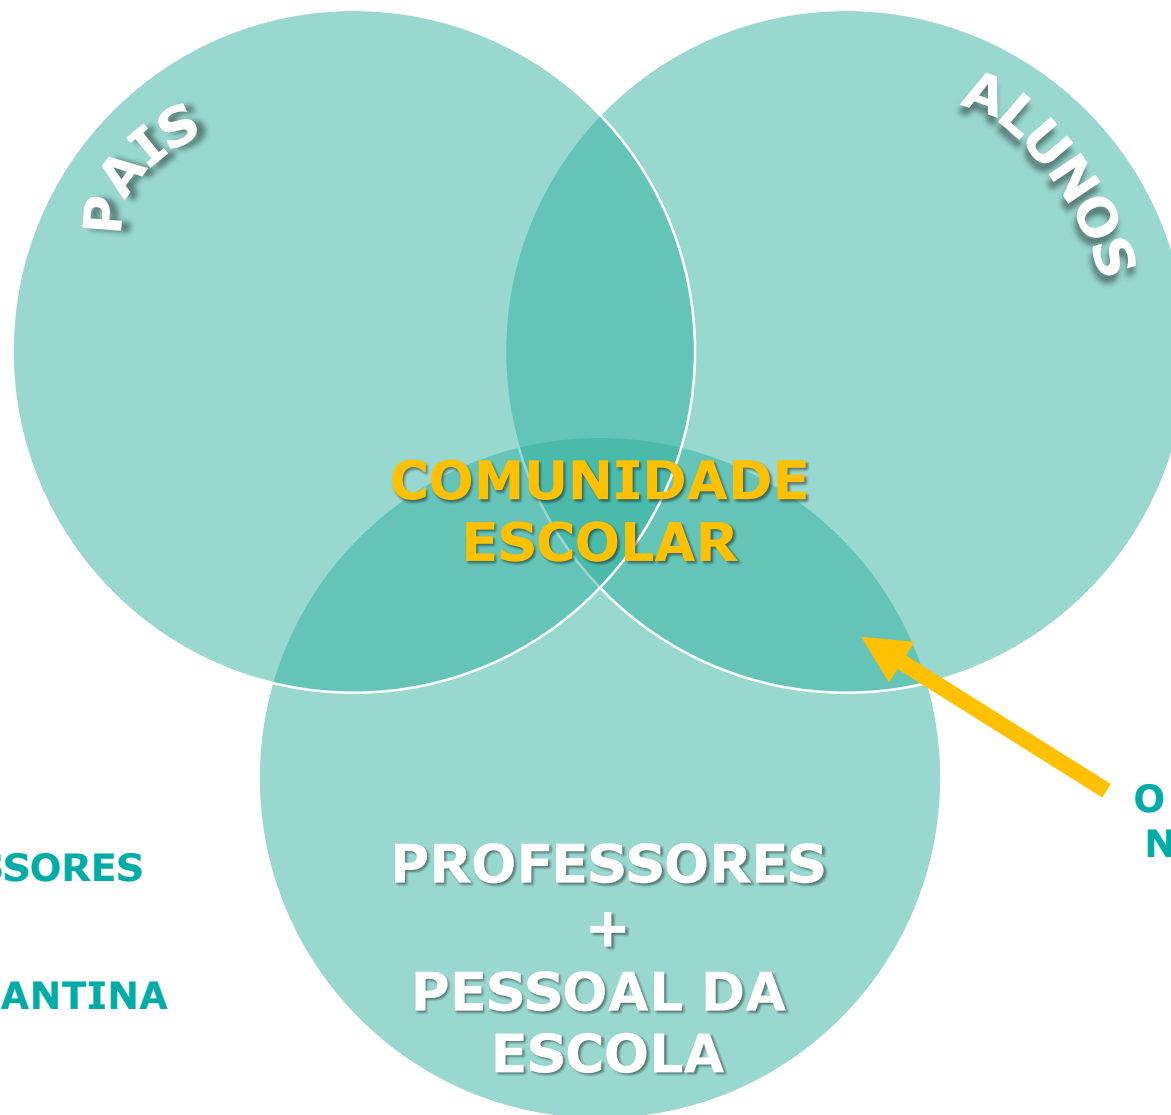 PAIS
ALUNOS
COMUNIDADE
ESCOLAR
O
N
SSORES
ANTINA
PROFESSORES
+
PESSOAL DA
ESCOLA